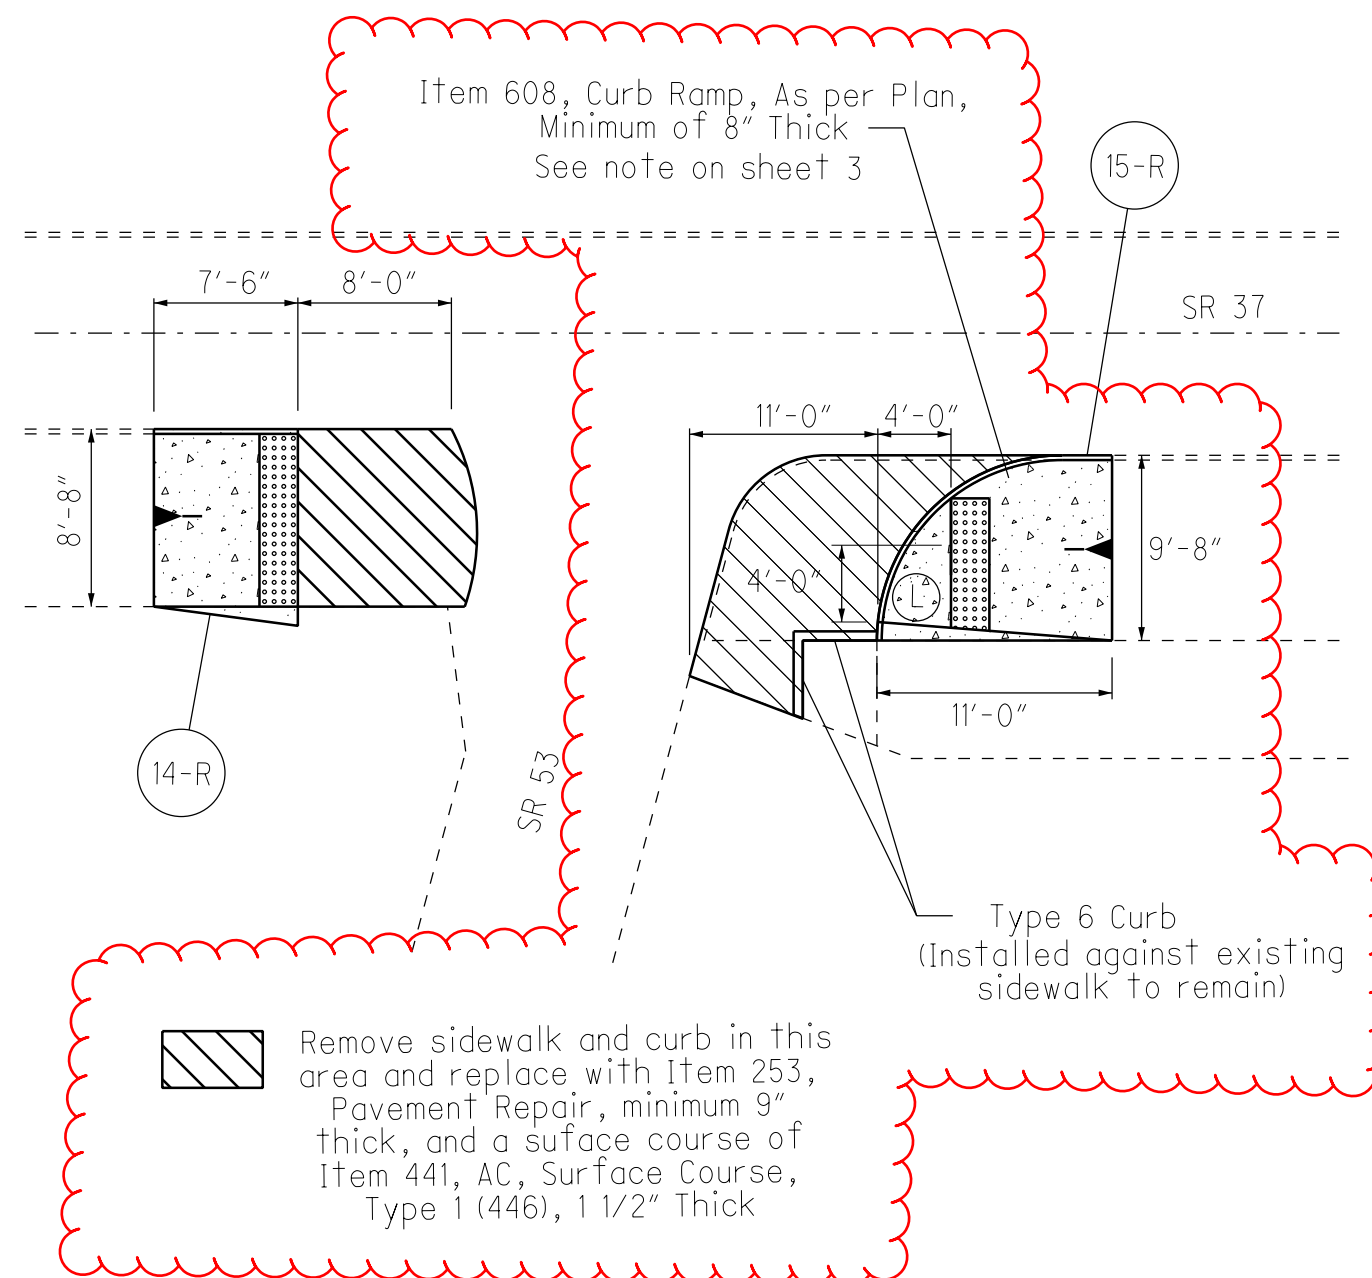 Item 608, Curb Ramp, As per Plan,
Minimum of 8" Thick
See note on sheet 3
15-R
7'-6"
8'-0"
SR 37
11'-0"
4'-0"
8'-8"
9'-8"
4'-0"
L
11'-0"
14-R
SR 53
Type 6 Curb
(Installed against existing
sidewalk to remain)
Remove sidewalk and curb in this
area and replace with Item 253,
Pavement Repair, minimum 9"
thick, and a suface course of
Item 441, AC, Surface Course,
Type 1 (446), 1 1/2" Thick